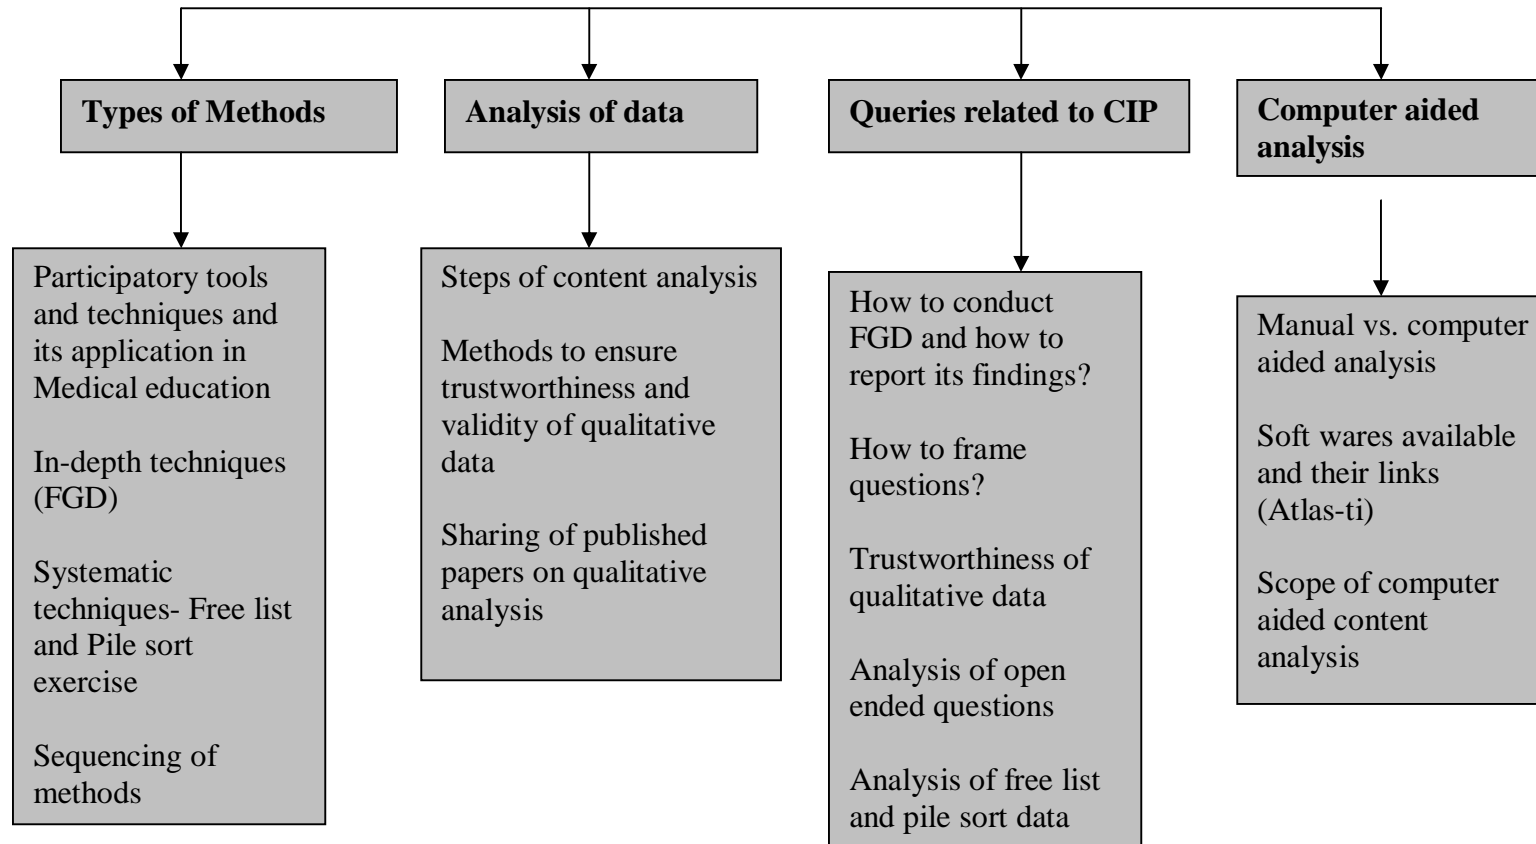 Types of Methods
Participatory tools
and techniques and
its application in
Medical education
In-depth techniques
(FGD)
Systematic
techniques- Free list
and Pile sort
exercise
Sequencing of
methods
Analysis of data
Steps of content analysis
Methods to ensure
trustworthiness and
validity of qualitative
data
Sharing of published
papers on qualitative
analysis
Queries related to CIP
How to conduct
FGD and how to
report its findings?
How to frame
questions?
Trustworthiness of
qualitative data
Analysis of open
ended questions
Analysis of free list
and pile sort data
Computer aided
analysis
Manual vs. computer
aided analysis
Soft wares available
and their links
(Atlas-ti)
Scope of computer
aided content
analysis